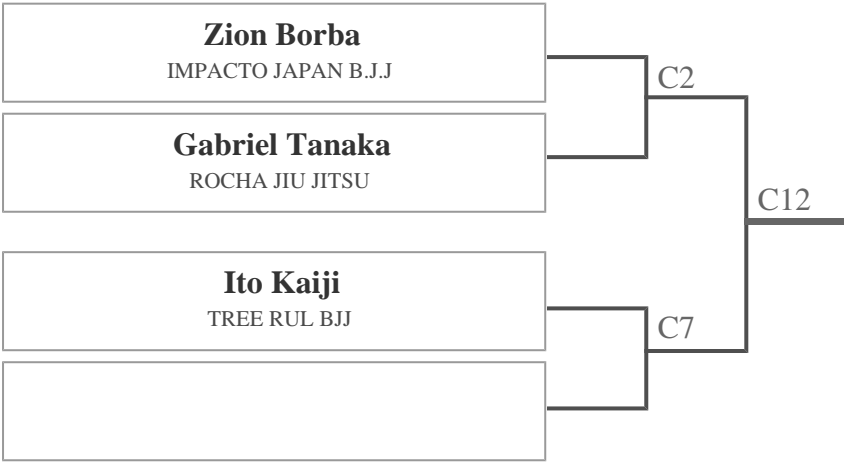 Zion Borba
IMPACTO JAPAN B.J.J
C2
Gabriel Tanaka
ROCHA JIU JITSU
C12
Ito Kaiji
TREE RUL BJJ
C7